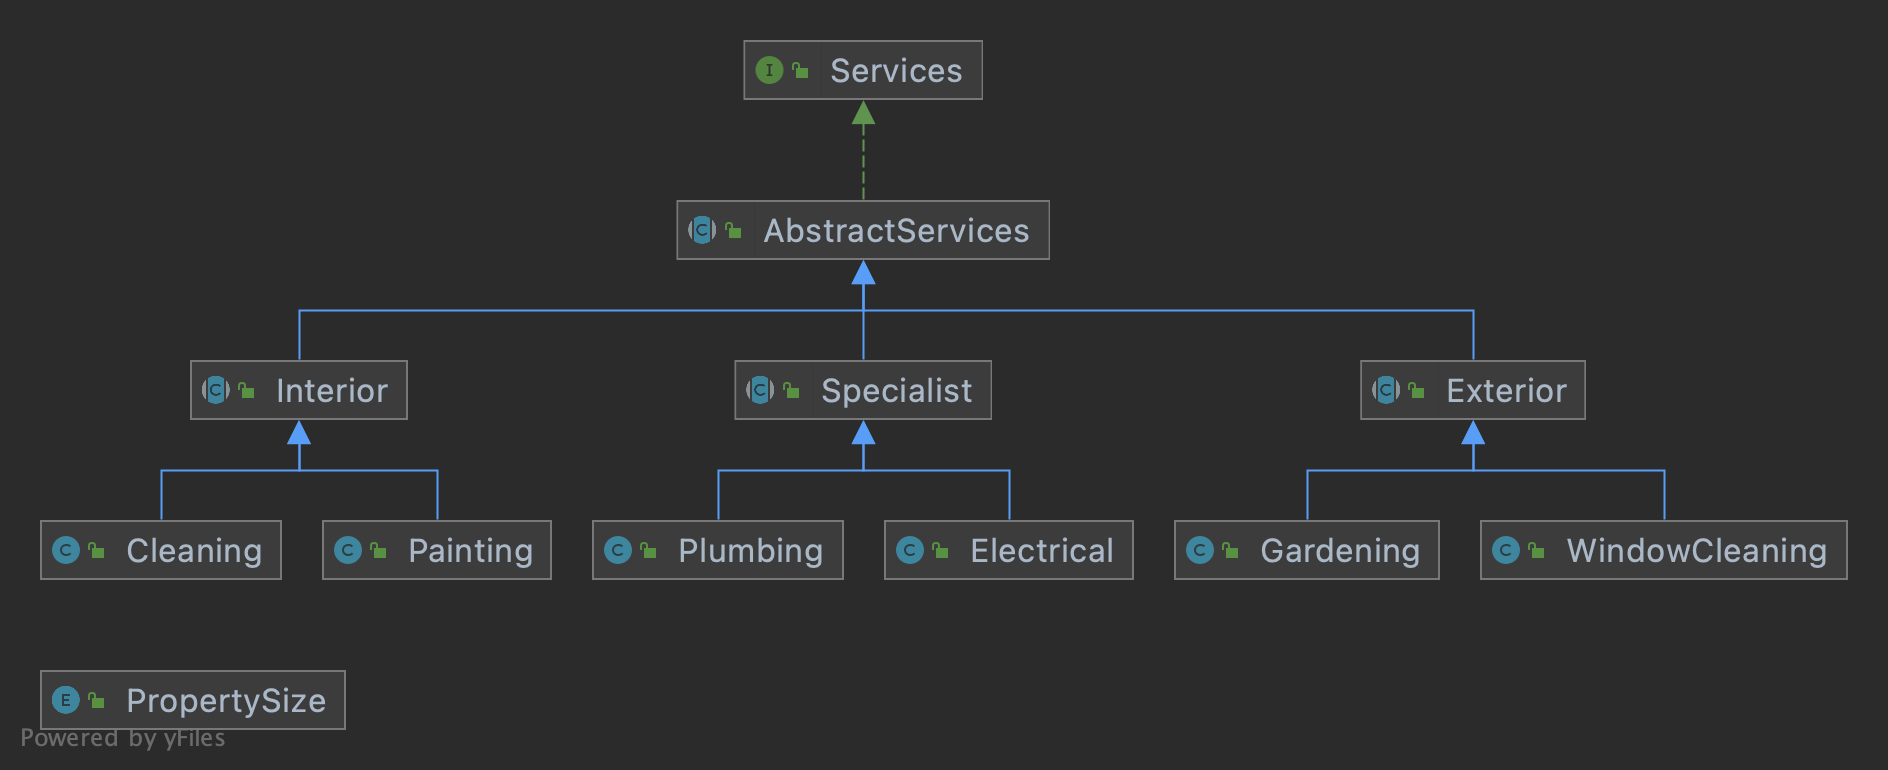 I Services
C AbstractServices
C Interior
C Specialist
C Exterior
C Cleaning
C Painting
C Plumbing
C Electrical
C Gardening
C WindowCleaning
E PropertySize
Powered by yFiles